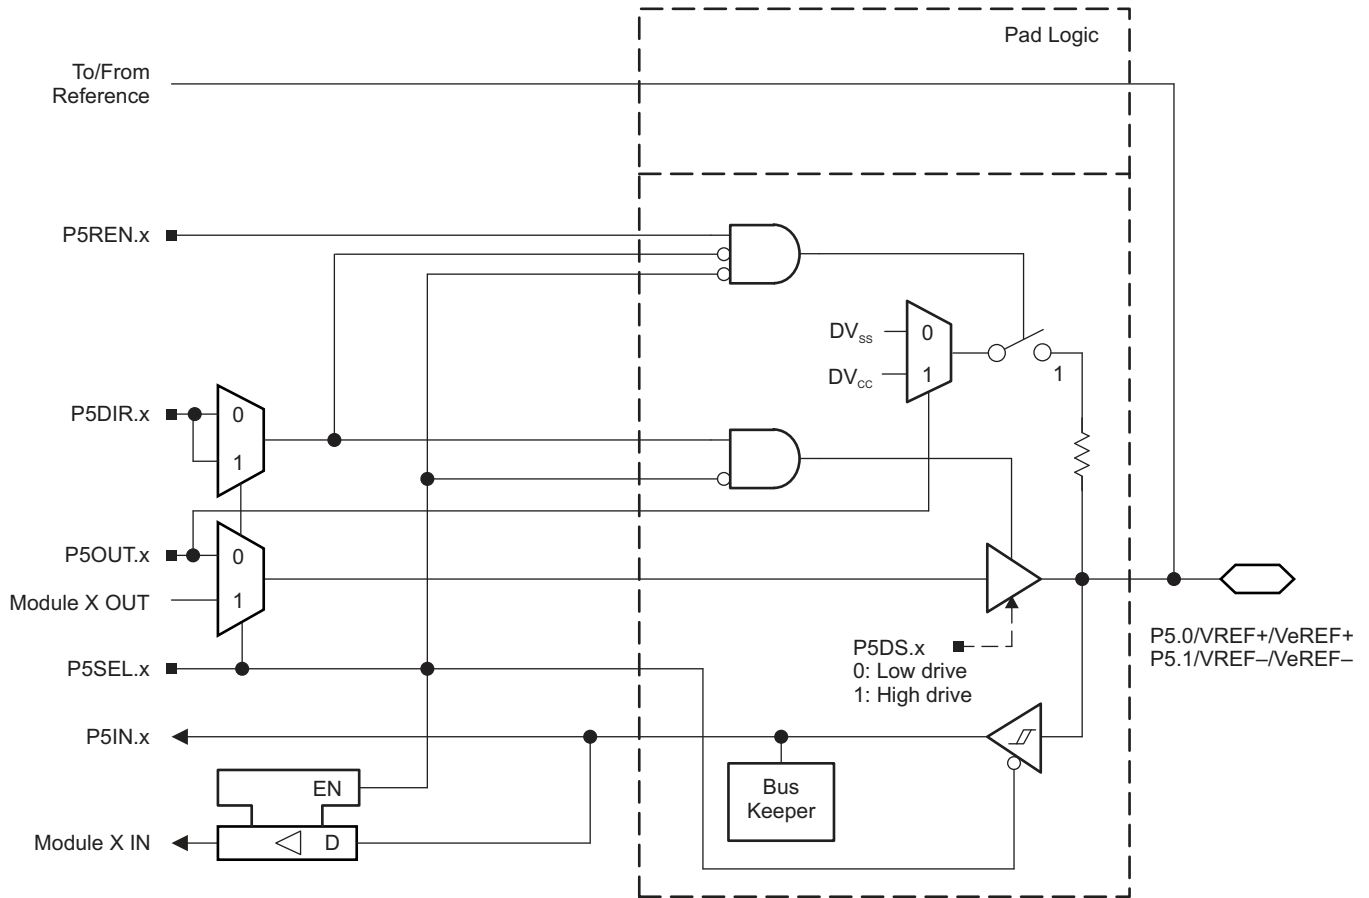 Pad Logic
To/From
Reference
P5REN.x
DVss
0
DVcc
1
1
P5DIR.x
0
1
P5OUT.x
0
Module X OUT
1
P5SEL.x
P5DS.x
0: Low drive
1: High drive
P5.0/VREF+/VeREF+
P5.1/VREF–/VeREF–
P5IN.x
Bus
Keeper
EN
Module X IN
D